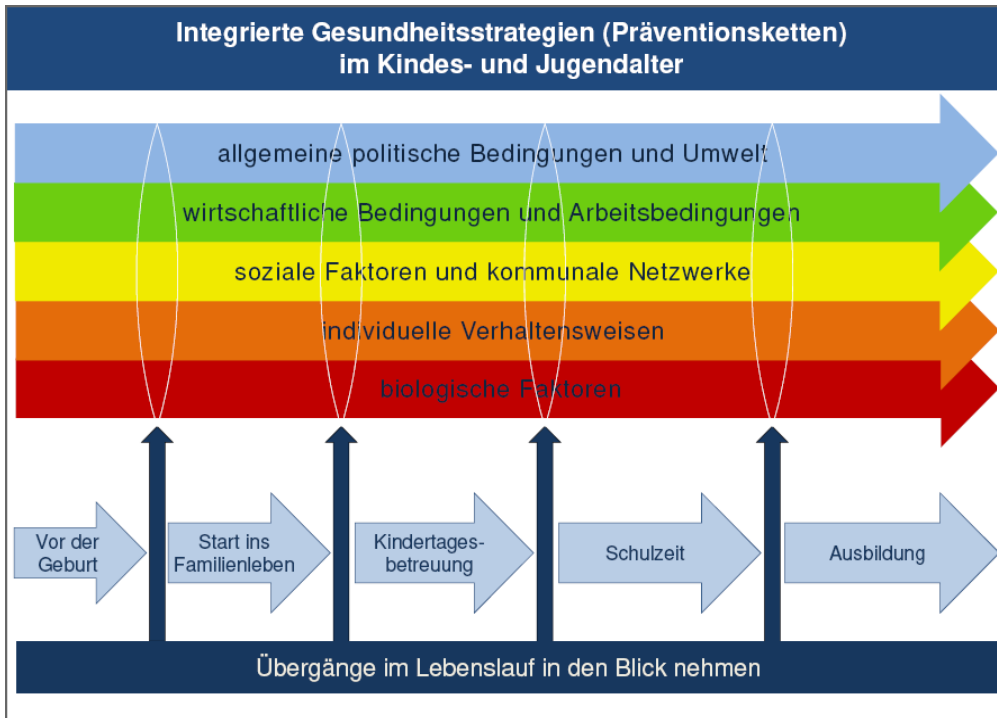 Integrierte Gesundheitsstrategien (Präventionsketten)
im Kindes- und Jugendalter
allgemeine politische Bedingungen und Umwelt
wirtschaftliche Bedingungen und Arbeitsbedingungen
soziale Faktoren und kommunale Netzwerke
individuelle Verhaltensweisen
biologische Faktoren
Vor der
Geburt
Start ins
Familienleben
Kindertages-
betreuung
Schulzeit
Ausbildung
Übergänge im Lebenslauf in den Blick nehmen